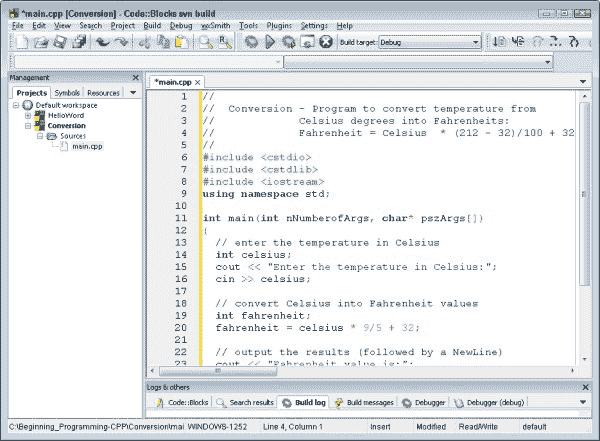 *main.cpp [Conversion] - Code::Blocks svn build
File Edit View Search Project Build Debug wxSmith Tools Plugins Settings Help
Build target: Debug
Management
Projects Symbols Resources
Default workspace
HelloWord
Conversion
Sources
main.cpp
*main.cpp
1 //
2 // Conversion - Program to convert temperature from
3 // Celsius degrees into Fahrenheits:
4 // Fahrenheit = Celsius * (212 - 32)/100 + 32
5 //
6 #include <cstdio>
7 #include <cstdlib>
8 #include <iostream>
9 using namespace std;
10
11 int main(int nNumberofArgs, char* pszArgs[])
12 {
13 // enter the temperature in Celsius
14 int celsius;
15 cout << "Enter the temperature in Celsius:";
16 cin >> celsius;
17
18 // convert Celsius into Fahrenheit values
19 int fahrenheit;
20 fahrenheit = celsius * 9/5 + 32;
21
22 // output the results (followed by a NewLine)
23 cout << "Fahrenheit value is:";
Logs & others
Code::Blocks Search results Build log Build messages Debugger Debugger (debug)
C:\Beginning_Programming-CPP\Conversion\mai WINDOWS-1252 Line 4, Column 1 Insert Modified Read/Write default